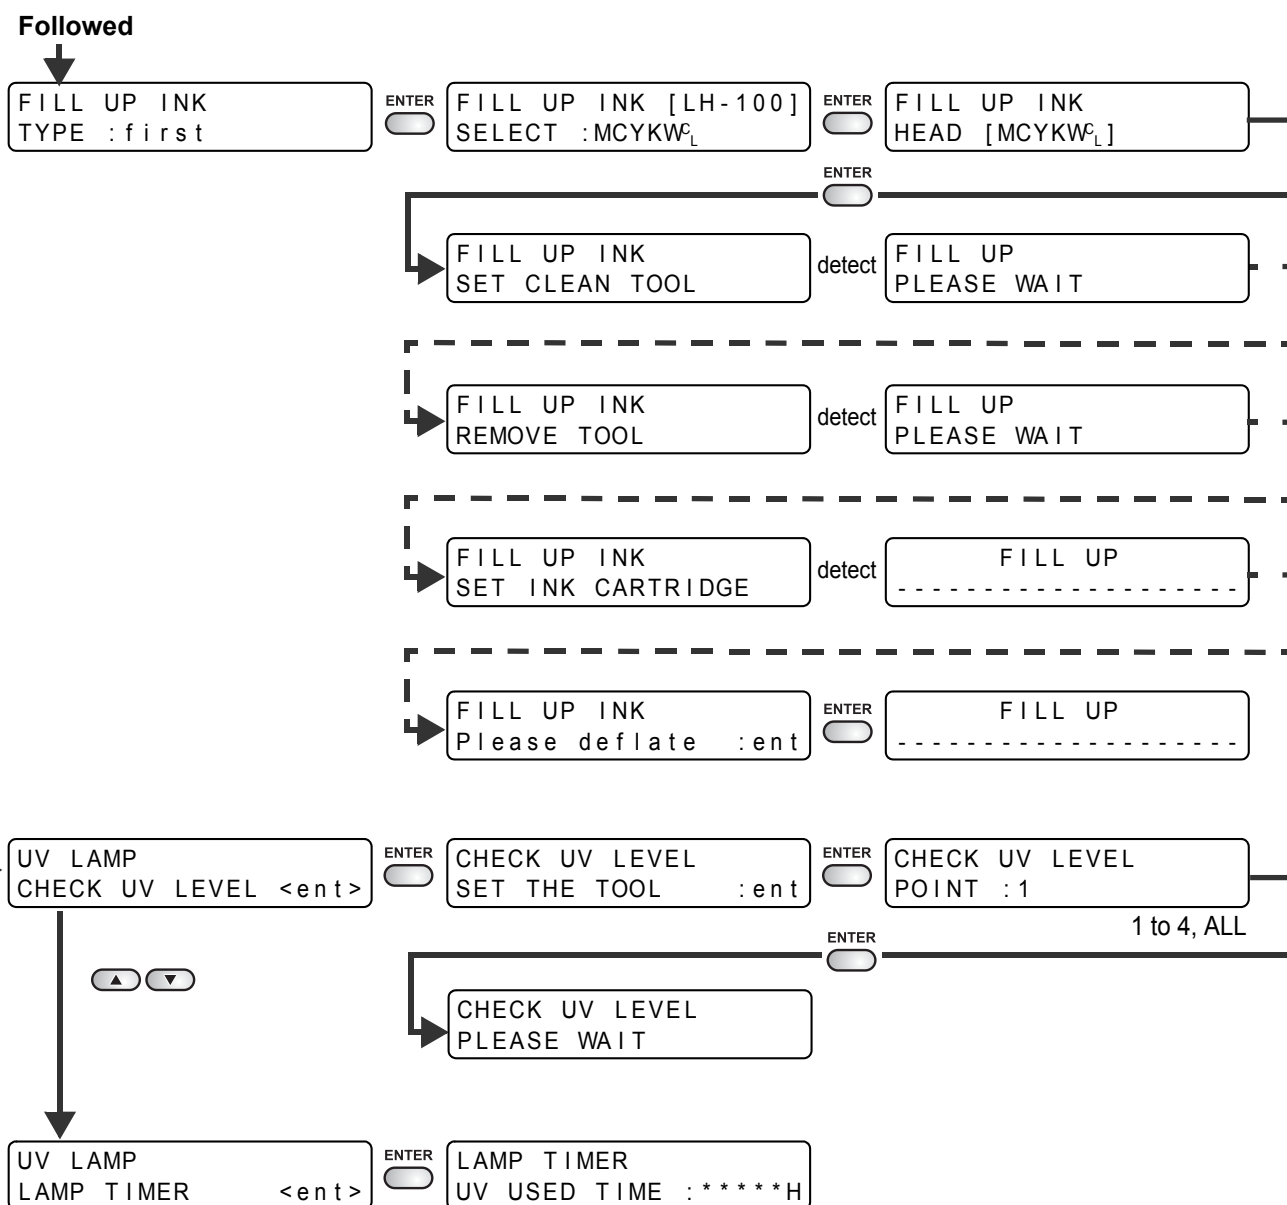 Followed
FILL UP INK
TYPE :first
ENTER
FILL UP INK [LH-100]
SELECT :MCYKWCL
ENTER
FILL UP INK
HEAD [MCYKWCL]
ENTER
FILL UP INK
SET CLEAN TOOL
detect
FILL UP
PLEASE WAIT
FILL UP INK
REMOVE TOOL
detect
FILL UP
PLEASE WAIT
FILL UP INK
SET INK CARTRIDGE
detect
FILL UP
--------------------
FILL UP INK
Please deflate :ent
ENTER
FILL UP
--------------------
UV LAMP
CHECK UV LEVEL <ent>
ENTER
CHECK UV LEVEL
SET THE TOOL :ent
ENTER
CHECK UV LEVEL
POINT :1
1 to 4, ALL
ENTER
CHECK UV LEVEL
PLEASE WAIT
UV LAMP
LAMP TIMER <ent>
ENTER
LAMP TIMER
UV USED TIME :*****H